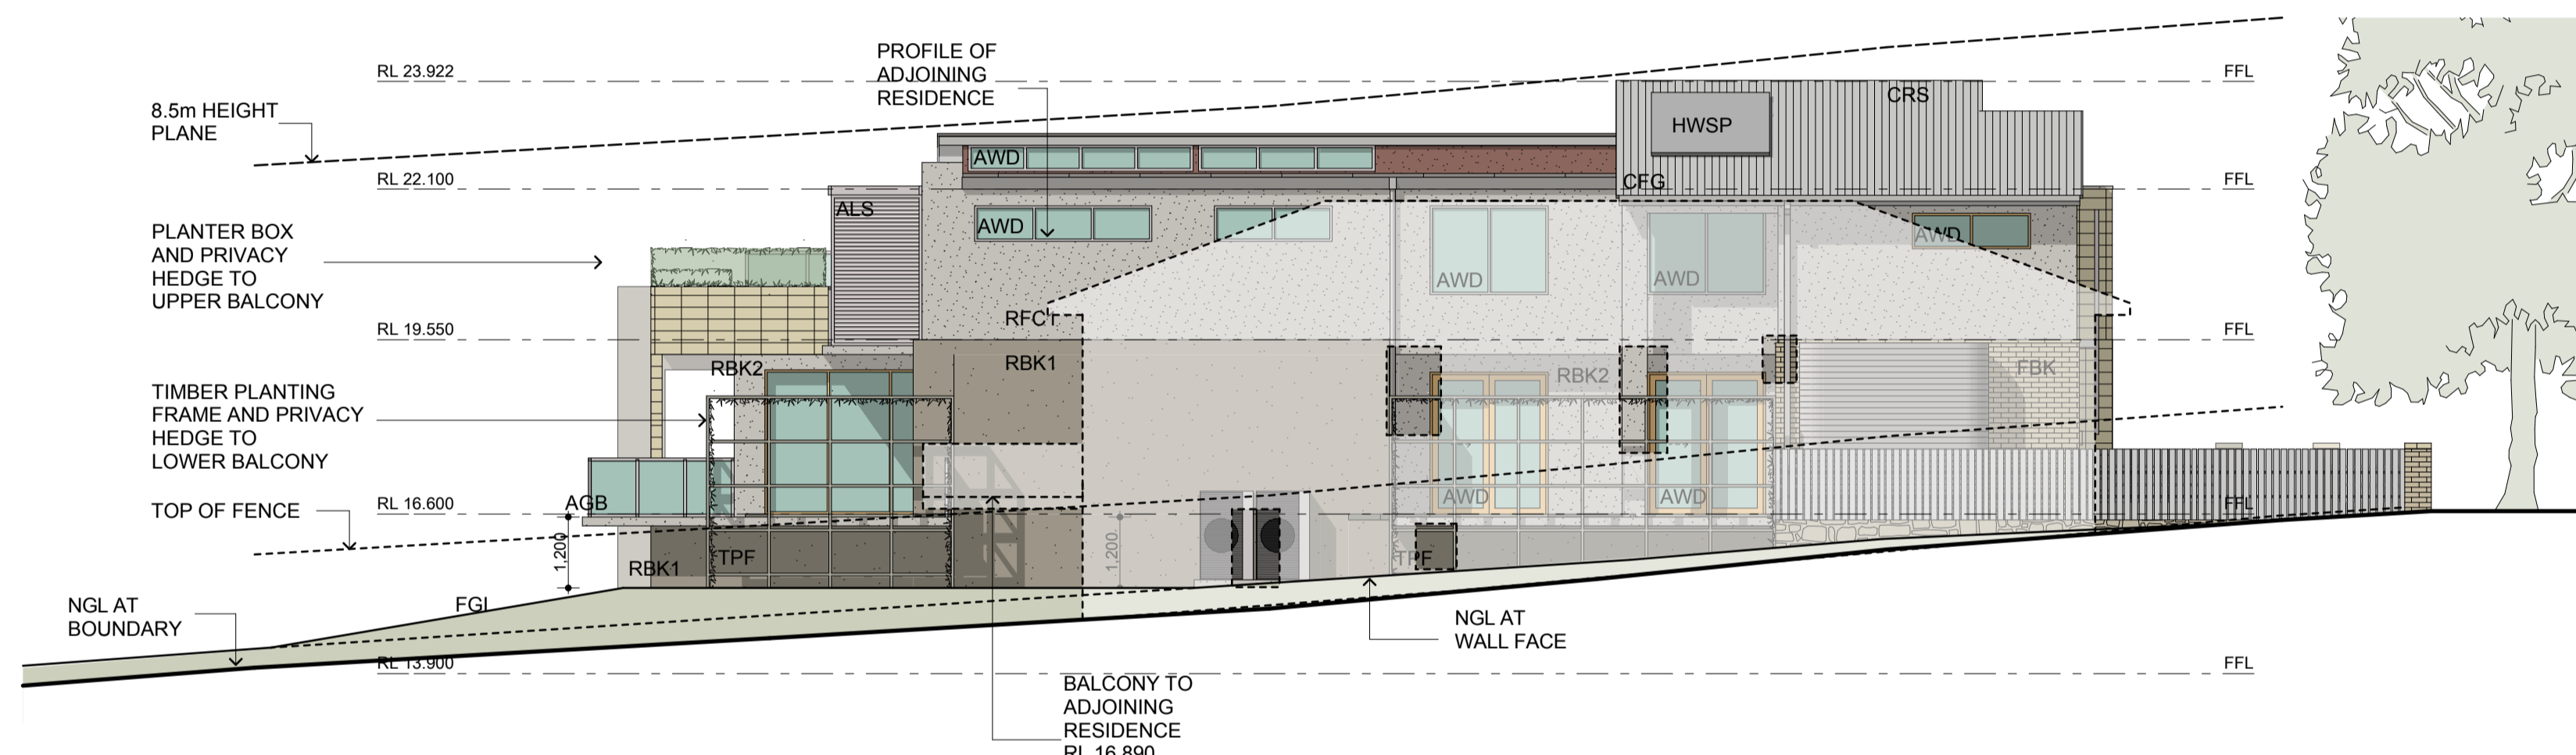 PROFILE OF
ADJOINING
RESIDENCE
RL 23.922
FFL
CRS
8.5m HEIGHT
PLANE
HWSP
AWD
RL 22.100
FFL
CFG
ALS
AWD
AWD
PLANTER BOX
AND PRIVACY
HEDGE TO
UPPER BALCONY
AWD
AWD
RFC1
RL 19.550
FFL
RBK2
RBK1
RBK2
FBK
TIMBER PLANTING
FRAME AND PRIVACY
HEDGE TO
LOWER BALCONY
RL 16.600
AGB
AWD
AWD
FFL
TOP OF FENCE
1,200
1,200
RBK1
TPF
TPF
FGL
NGL AT
BOUNDARY
NGL AT
WALL FACE
RL 13.900
FFL
BALCONY TO
ADJOINING
RESIDENCE
RL 16.890